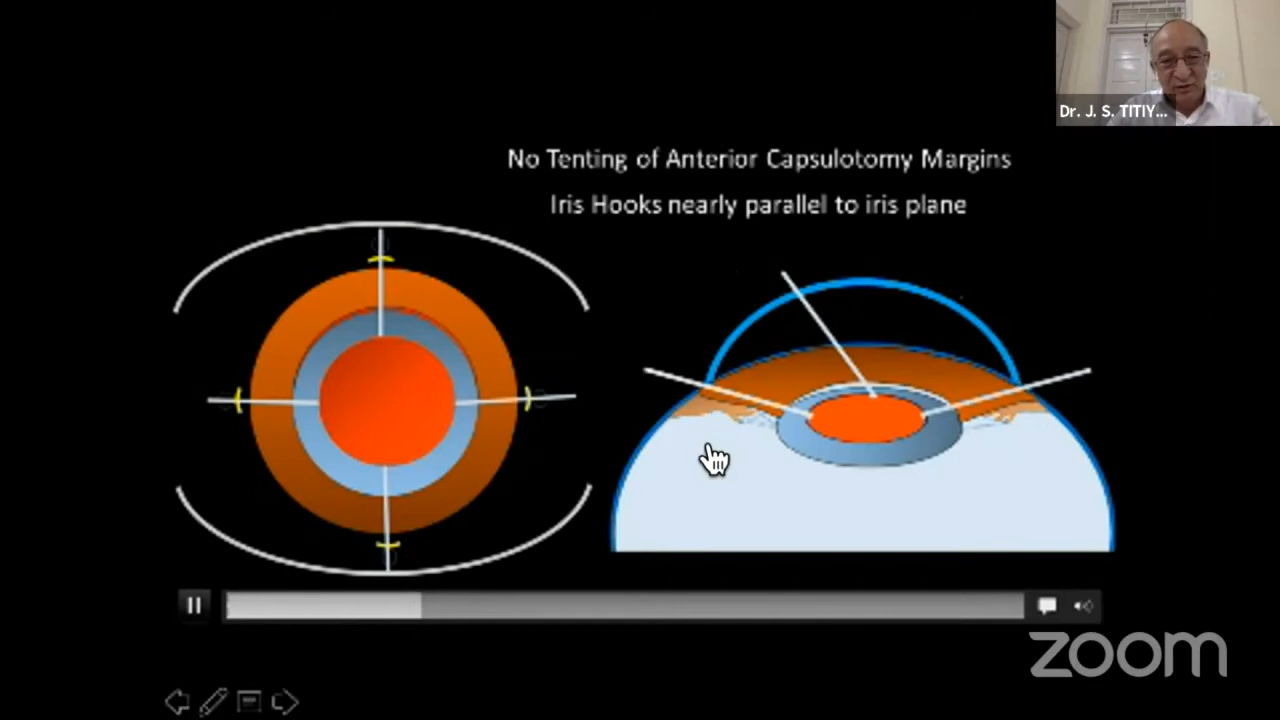 Dr. J. S. TITIY...
No Tenting of Anterior Capsulotomy Margins
Iris Hooks nearly parallel to iris plane
zoom